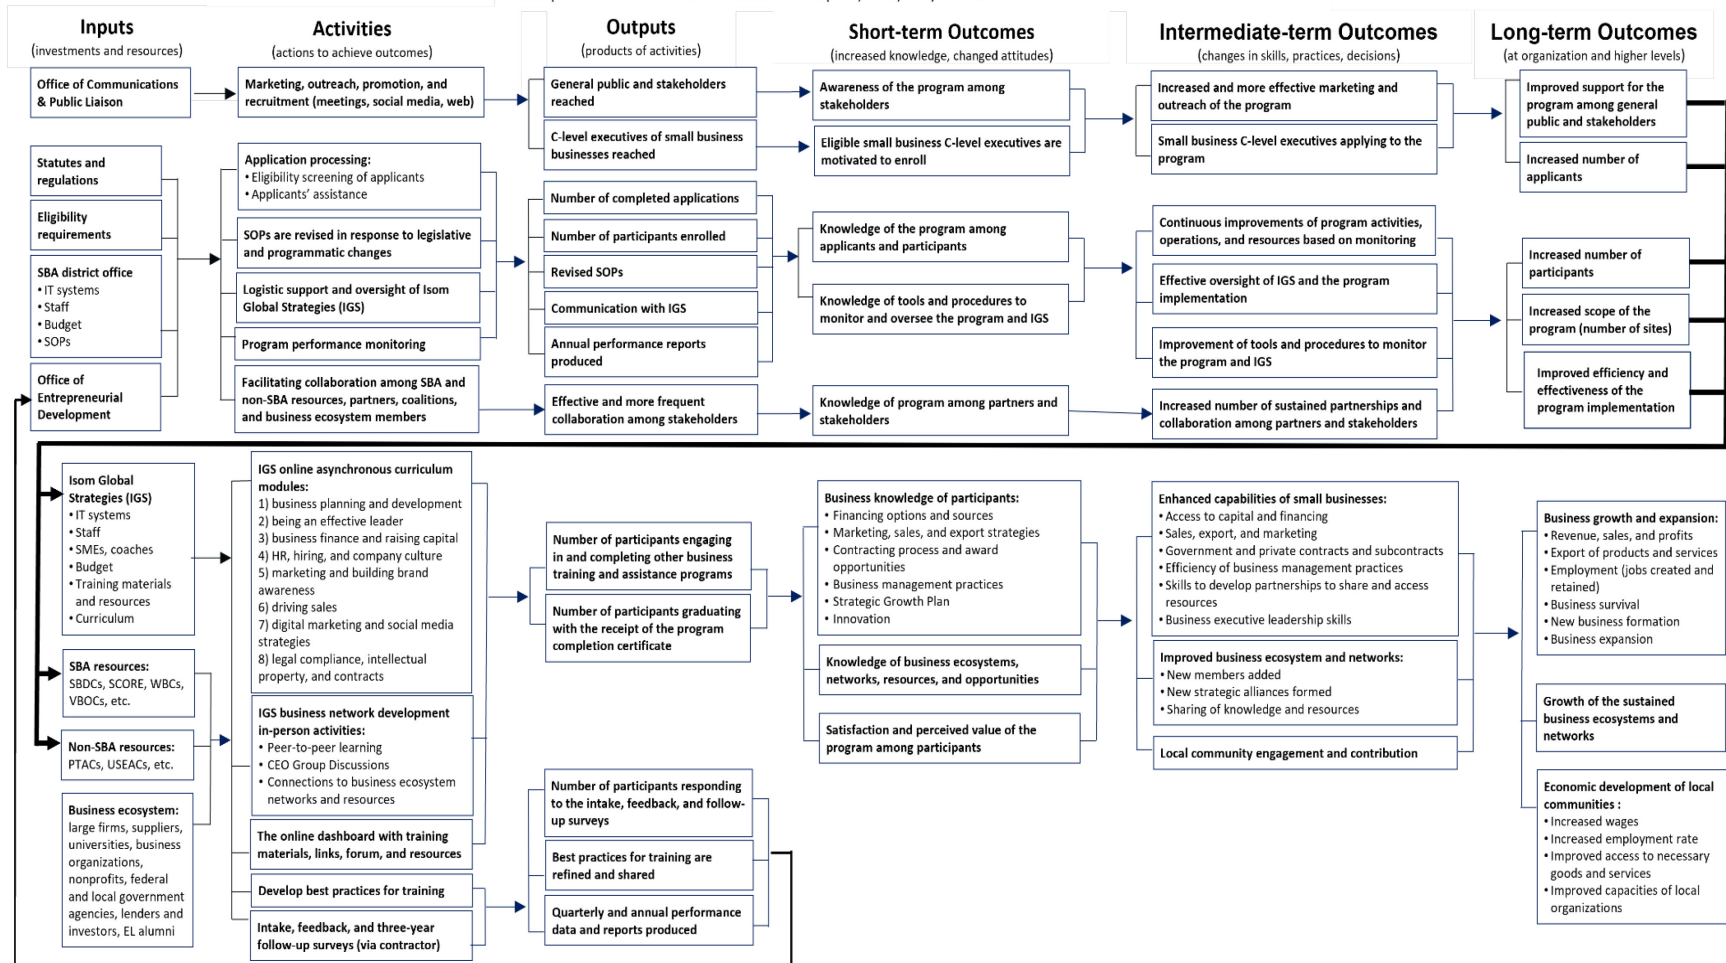 Inputs
(investments and resources)
Activities
(actions to achieve outcomes)
Outputs
(products of activities)
Short-term Outcomes
(increased knowledge, changed attitudes)
Intermediate-term Outcomes
(changes in skills, practices, decisions)
Long-term Outcomes
(at organization and higher levels)
Office of Communications
& Public Liaison
Marketing, outreach, promotion, and
recruitment (meetings, social media, web)
General public and stakeholders
reached
C-level executives of small business
businesses reached
Awareness of the program among
stakeholders
Eligible small business C-level executives are
motivated to enroll
Increased and more effective marketing and
outreach of the program
Small business C-level executives applying to the
program
Improved support for the
program among general
public and stakeholders
Increased number of
applicants
Statutes and
regulations
Eligibility
requirements
SBA district office
• IT systems
• Staff
• Budget
• SOPs
Office of
Entrepreneurial
Development
Application processing:
• Eligibility screening of applicants
• Applicants' assistance
SOPs are revised in response to legislative
and programmatic changes
Logistic support and oversight of Isom
Global Strategies (IGS)
Program performance monitoring
Facilitating collaboration among SBA and
non-SBA resources, partners, coalitions,
and business ecosystem members
Number of completed applications
Number of participants enrolled
Revised SOPs
Communication with IGS
Annual performance reports
produced
Effective and more frequent
collaboration among stakeholders
Knowledge of the program among
applicants and participants
Knowledge of tools and procedures to
monitor and oversee the program and IGS
Knowledge of program among partners and
stakeholders
Continuous improvements of program activities,
operations, and resources based on monitoring
Effective oversight of IGS and the program
implementation
Improvement of tools and procedures to monitor
the program and IGS
Increased number of sustained partnerships and
collaboration among partners and stakeholders
Increased number of
participants
Increased scope of the
program (number of sites)
Improved efficiency and
effectiveness of the
program implementation
Isom Global
Strategies (IGS)
• IT systems
• Staff
• SMEs, coaches
• Budget
• Training materials
and resources
• Curriculum
SBA resources:
SBDCs, SCORE, WBCs,
VBOCs, etc.
Non-SBA resources:
PTACs, USEACs, etc.
Business ecosystem:
large firms, suppliers,
universities, business
organizations,
nonprofits, federal
and local government
agencies, lenders and
investors, EL alumni
IGS online asynchronous curriculum
modules:
1) business planning and development
2) being an effective leader
3) business finance and raising capital
4) HR, hiring, and company culture
5) marketing and building brand
awareness
6) driving sales
7) digital marketing and social media
strategies
8) legal compliance, intellectual
property, and contracts
IGS business network development
in-person activities:
• Peer-to-peer learning
• CEO Group Discussions
• Connections to business ecosystem
networks and resources
The online dashboard with training
materials, links, forum, and resources
Develop best practices for training
Intake, feedback, and three-year
follow-up surveys (via contractor)
Number of participants engaging
in and completing other business
training and assistance programs
Number of participants graduating
with the receipt of the program
completion certificate
Number of participants responding
to the intake, feedback, and follow-
up surveys
Best practices for training are
refined and shared
Quarterly and annual performance
data and reports produced
Business knowledge of participants:
• Financing options and sources
• Marketing, sales, and export strategies
• Contracting process and award
opportunities
• Business management practices
• Strategic Growth Plan
• Innovation
Knowledge of business ecosystems,
networks, resources, and opportunities
Satisfaction and perceived value of the
program among participants
Enhanced capabilities of small businesses:
• Access to capital and financing
• Sales, export, and marketing
• Government and private contracts and subcontracts
• Efficiency of business management practices
• Skills to develop partnerships to share and access
resources
• Business executive leadership skills
Improved business ecosystem and networks:
• New members added
• New strategic alliances formed
• Sharing of knowledge and resources
Local community engagement and contribution
Business growth and expansion:
• Revenue, sales, and profits
• Export of products and services
• Employment (jobs created and
retained)
• Business survival
• New business formation
• Business expansion
Growth of the sustained
business ecosystems and
networks
Economic development of local
communities :
• Increased wages
• Increased employment rate
• Improved access to necessary
goods and services
• Improved capacities of local
organizations